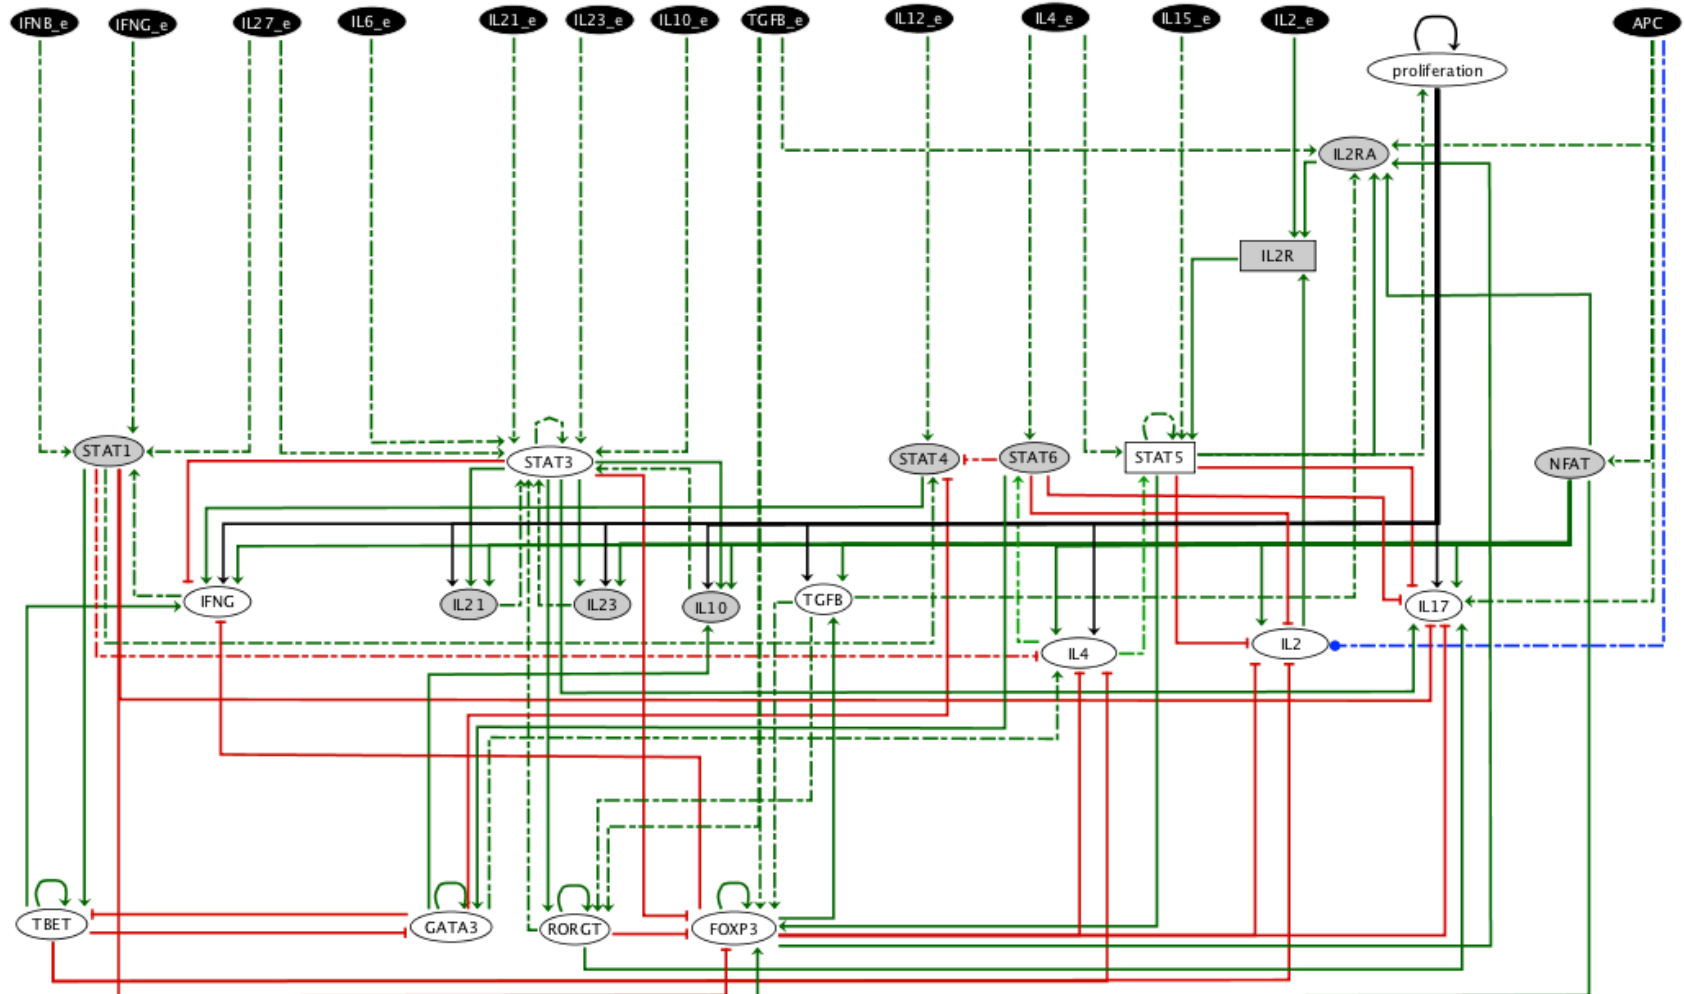 IFNB_e
IFNG_e
IL27_e
IL6_e
IL21_e
IL23_e
IL10_e
TGFB_e
IL12_e
IL4_e
IL15_e
IL2_e
APC
proliferation
IL2RA
IL2R
STAT1
STAT3
STAT4
STAT6
STAT5
NFAT
IFNG
IL21
IL23
IL10
TGFB
IL17
IL4
IL2
TBET
GATA3
RORGT
FOXP3